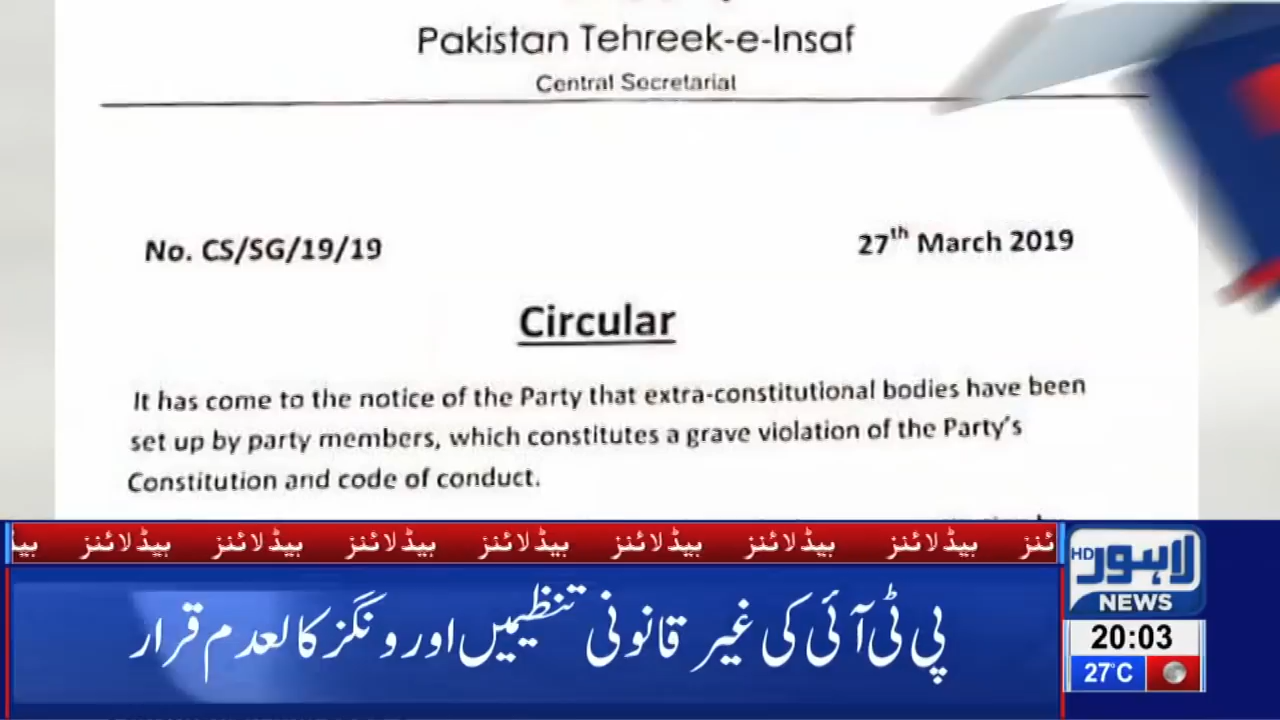 Pakistan Tehreek-e-Insaf
Central Secretariat
No. CS/SG/19/19
27th March 2019
Circular
It has come to the notice of the Party that extra-constitutional bodies have been
set up by party members, which constitutes a grave violation of the Party's
Constitution and code of conduct.
ہیڈلائنز ہیڈلائنز ہیڈلائنز ہیڈلائنز ہیڈلائنز ہیڈلائنز ہیڈلائنز
پی ٹی آئی کی غیر قانونی تنظیمیں اور ونگز کالعدم قرار
لاہور HD
NEWS
20:03
27°C